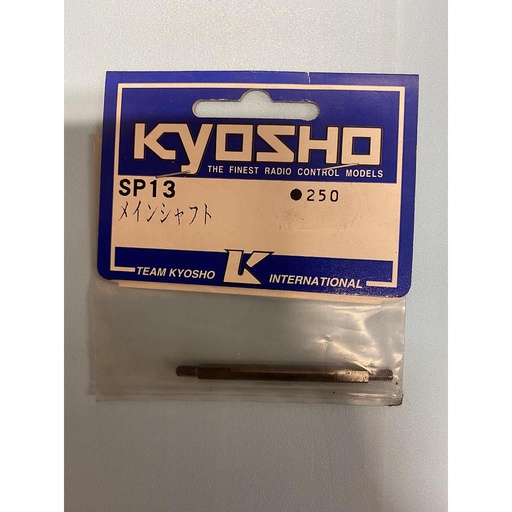 KYOSHO
THE FINEST RADIO CONTROL MODELS
SP13 ●250
メインシャフト
TEAM KYOSHO K INTERNATIONAL